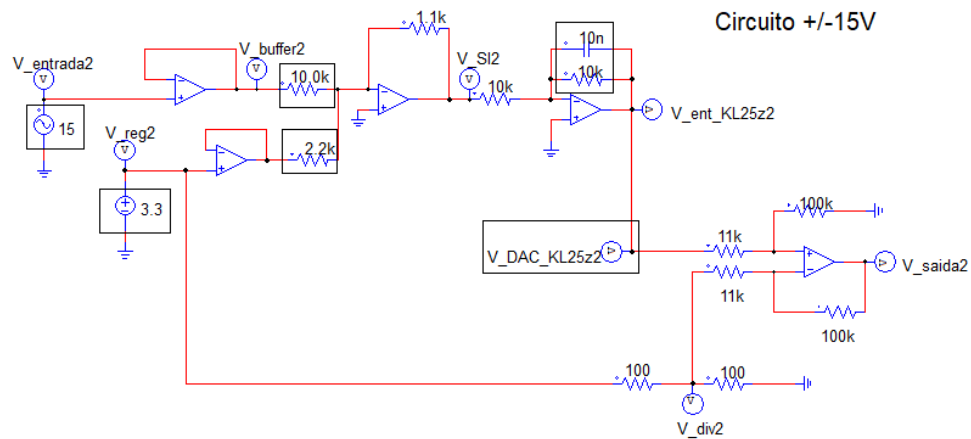 Circuito +/-15V
1.1k
10n
V_buffer2
V_entrada2
V_SI2
10.0k
10k
10k
V_ent_KL25z2
15
V_reg2
2.2k
3.3
100k
11k
V_DAC_KL25z2
V_saida2
11k
100k
100
100
V_div2